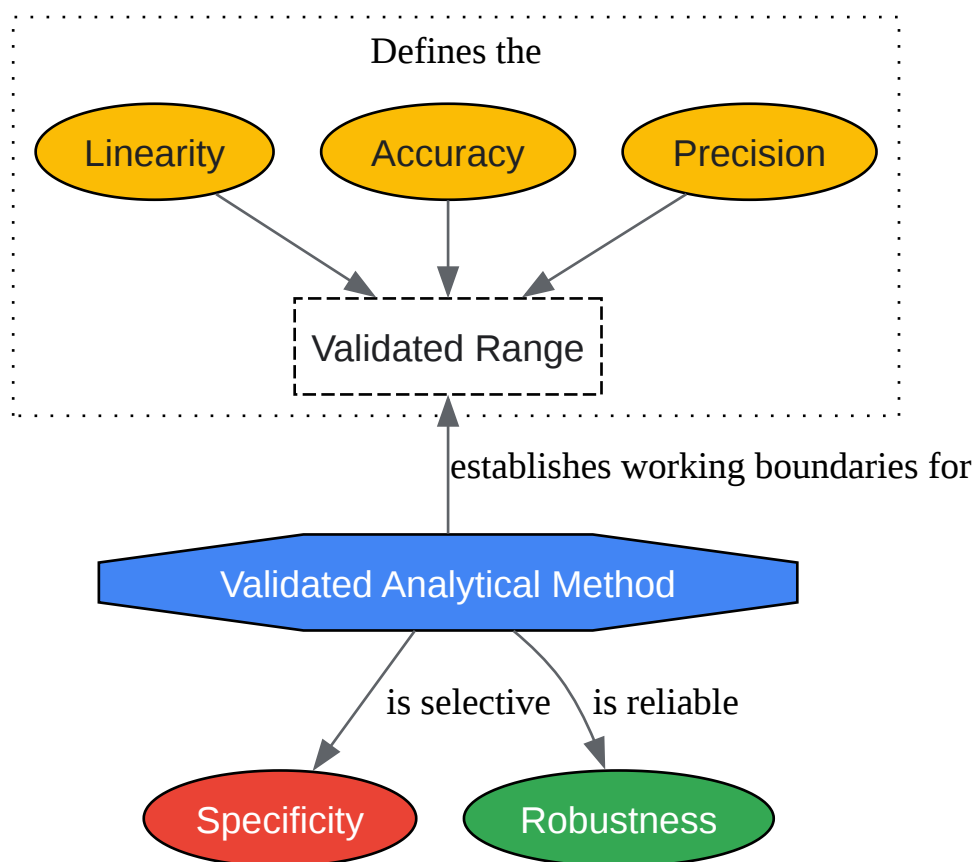 Defines the
Linearity
Accuracy
Precision
Validated Range
establishes working boundaries for
Validated Analytical Method
is selective
is reliable
Specificity
Robustness